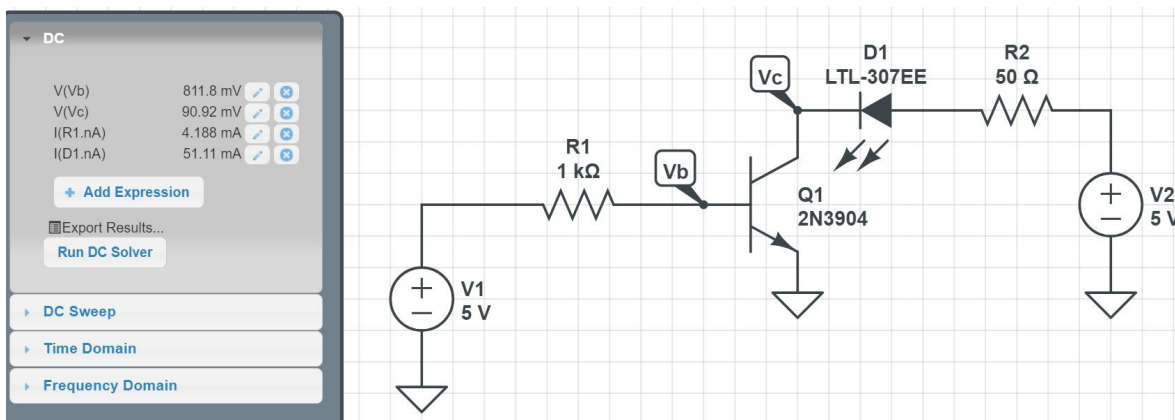 DC
V(Vb) 811.8 mV
V(Vc) 90.92 mV
I(R1.nA) 4.188 mA
I(D1.nA) 51.11 mA
+ Add Expression
Export Results...
Run DC Solver
DC Sweep
Time Domain
Frequency Domain
D1
LTL-307EE
R2
50 Ω
Vc
R1
1 kΩ
Vb
Q1
2N3904
V2
5 V
V1
5 V